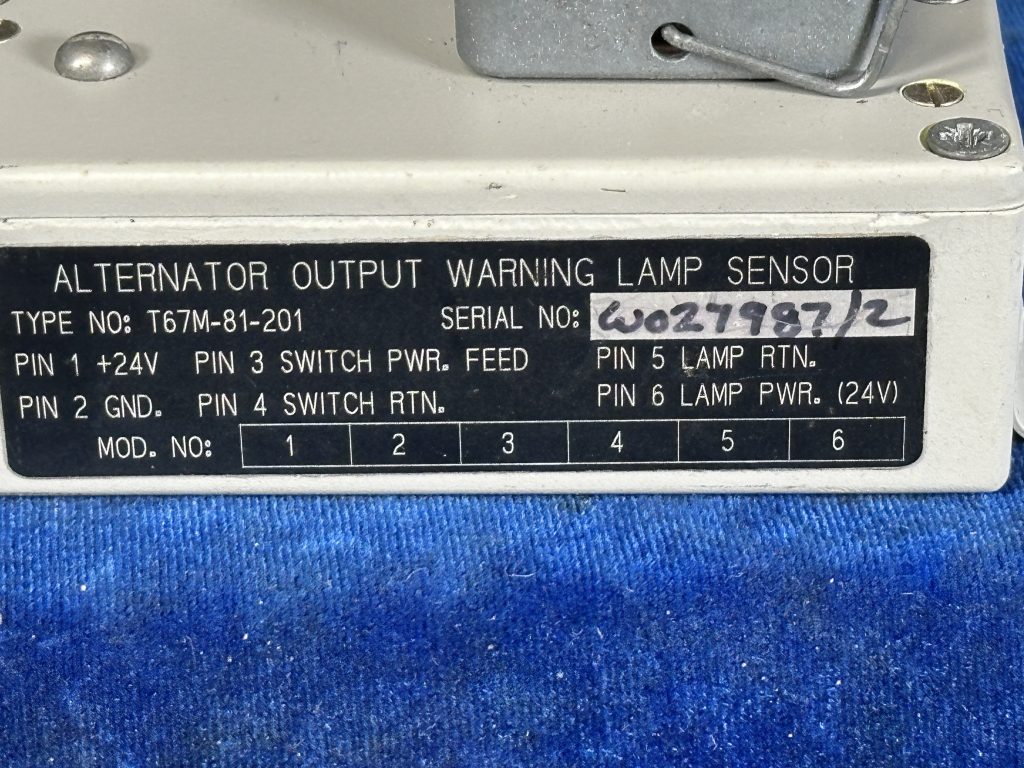 ALTERNATOR OUTPUT WARNING LAMP SENSOR
TYPE NO: T67M-81-201 SERIAL NO: WO27987/2
PIN 1 +24V PIN 3 SWITCH PWR. FEED PIN 5 LAMP RTN.
PIN 2 GND. PIN 4 SWITCH RTN. PIN 6 LAMP PWR. (24V)
MOD. NO: 1 2 3 4 5 6